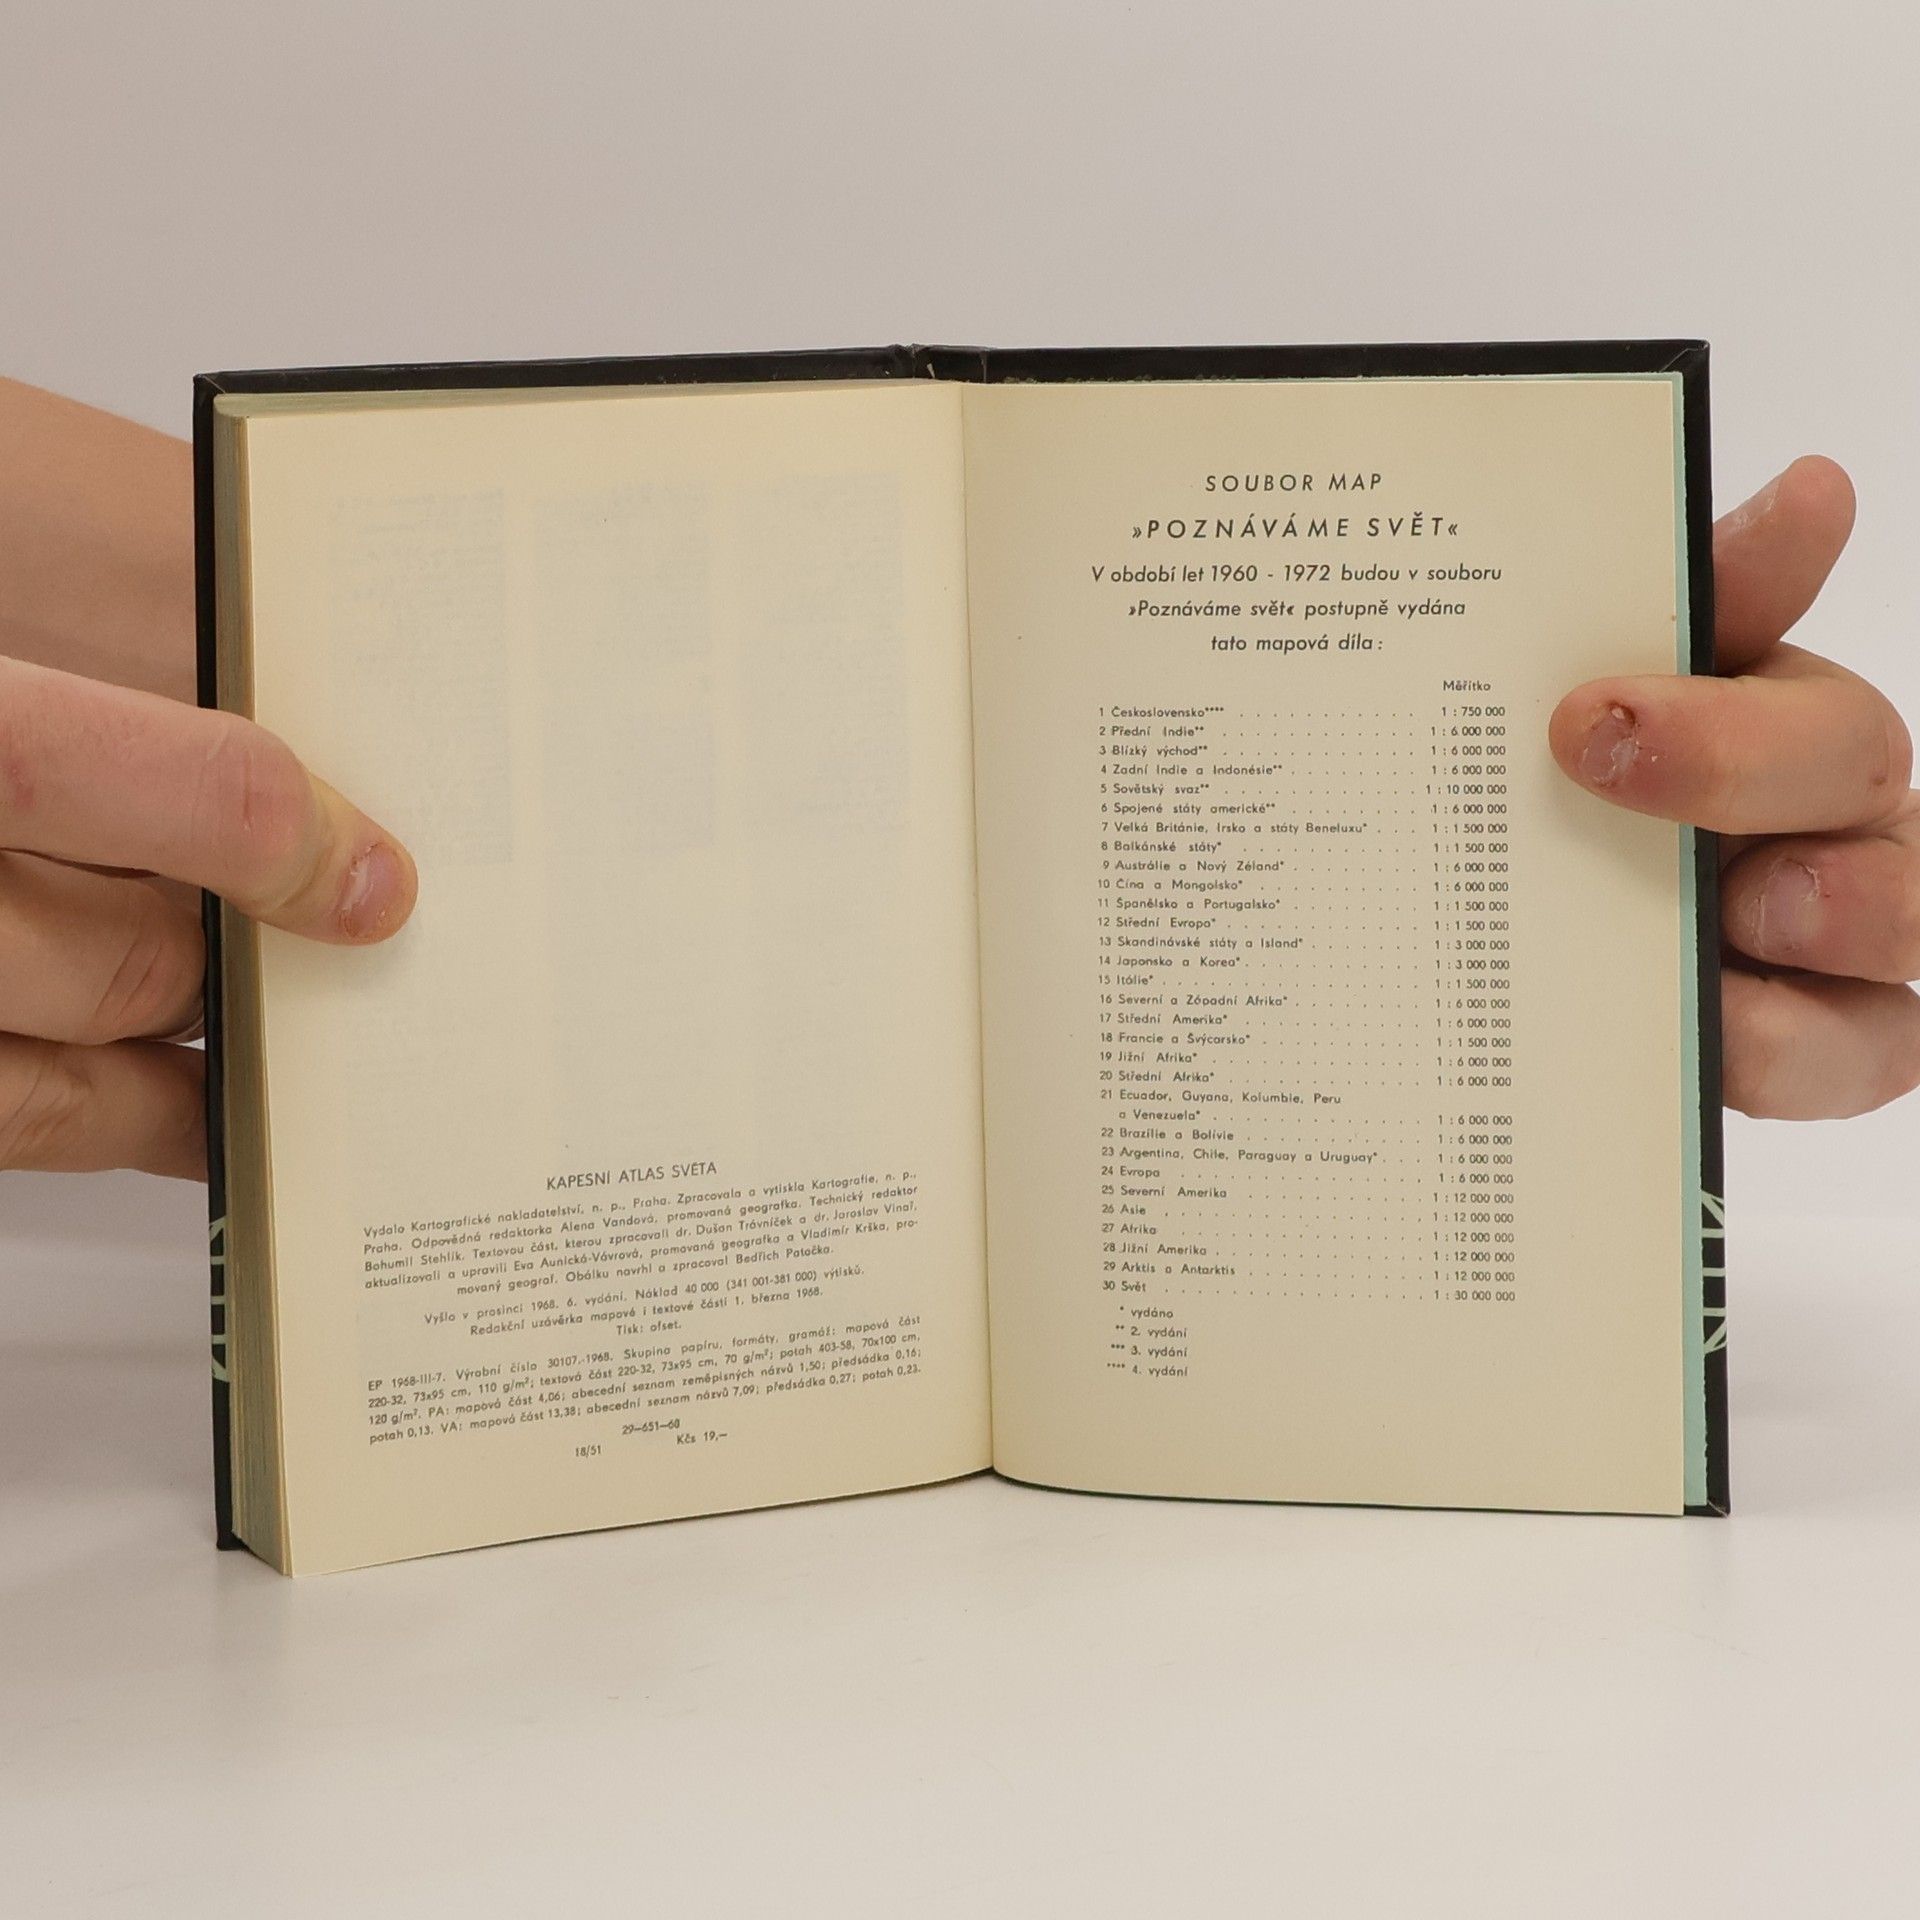 KAPESNÍ ATLAS SVĚTA
Vydalo Kartografické nakladatelství, n. p., Praha. Zpracovala a vytiskla Kartografie, n. p.,
Praha. Odpovědná redaktorka Alena Vandová, promovaná geografka. Technický redaktor
Bohumil Stehlík. Textovou část, kterou zpracovali dr. Dušan Trávníček a dr. Jaroslav Vinař,
aktualizovali a upravili Eva Aunická-Vávrová, promovaná geografka a Vladimír Krška, pro-
movaný geograf. Obálku navrhl a zpracoval Bedřich Patočka.
Vyšlo v prosinci 1968. 6. vydání. Náklad 40 000 (341 001-381 000) výtisků.
Redakční uzávěrka mapové i textové části 1. března 1968.
Tisk: ofset.
EP 1968-III-7. Výrobní číslo 30107-1968. Skupina papíru, formáty, gramáž: mapová část
220-32, 73x95 cm, 110 g/m²; textová část 220-32, 73x95 cm, 70 g/m²; potah 403-58, 70x100 cm,
120 g/m². PA: mapová část 4,06; abecední seznam zeměpisných názvů 1,50; předsádka 0,16;
potah 0,13. VA: mapová část 13,38; abecední seznam názvů 7,09; předsádka 0,27; potah 0,23.
29—651—68
18/51 Kčs 19,—
SOUBOR MAP
»POZNÁVÁME SVĚT«
V období let 1960 - 1972 budou v souboru
»Poznáváme svět« postupně vydána
tato mapová díla:
Měřítko
1 Československo**** . . . . . . . . . . . 1 : 750 000
2 Přední Indie** . . . . . . . . . . . 1 : 6 000 000
3 Blízký východ** . . . . . . . . . . . 1 : 6 000 000
4 Zadní Indie a Indonésie** . . . . . . . . 1 : 6 000 000
5 Sovětský svaz** . . . . . . . . . . . 1 : 10 000 000
6 Spojené státy americké** . . . . . . . . 1 : 6 000 000
7 Velká Británie, Irsko a státy Beneluxu* . . . 1 : 1 500 000
8 Balkánské státy* . . . . . . . . . . 1 : 1 500 000
9 Austrálie a Nový Zéland* . . . . . . . . 1 : 6 000 000
10 Čína a Mongolsko* . . . . . . . . . . 1 : 6 000 000
11 Španělsko a Portugalsko* . . . . . . . . 1 : 1 500 000
12 Střední Evropa* . . . . . . . . . . . 1 : 1 500 000
13 Skandinávské státy a Island* . . . . . . . 1 : 3 000 000
14 Japonsko a Korea* . . . . . . . . . . 1 : 3 000 000
15 Itálie* . . . . . . . . . . . . . . 1 : 1 500 000
16 Severní a Západní Afrika* . . . . . . . . 1 : 6 000 000
17 Střední Amerika* . . . . . . . . . . 1 : 6 000 000
18 Francie a Švýcarsko* . . . . . . . . . 1 : 1 500 000
19 Jižní Afrika* . . . . . . . . . . . . 1 : 6 000 000
20 Střední Afrika* . . . . . . . . . . . 1 : 6 000 000
21 Ecuador, Guyana, Kolumbie, Peru
a Venezuela* . . . . . . . . . . . . 1 : 6 000 000
22 Brazílie a Bolívie . . . . . . . . . . 1 : 6 000 000
23 Argentina, Chile, Paraguay a Uruguay* . . . 1 : 6 000 000
24 Evropa . . . . . . . . . . . . . 1 : 6 000 000
25 Severní Amerika . . . . . . . . . . 1 : 12 000 000
26 Asie . . . . . . . . . . . . . . 1 : 12 000 000
27 Afrika . . . . . . . . . . . . . 1 : 12 000 000
28 Jižní Amerika . . . . . . . . . . . 1 : 12 000 000
29 Arktis a Antarktis . . . . . . . . . . 1 : 12 000 000
30 Svět . . . . . . . . . . . . . . 1 : 30 000 000
* vydáno
** 2. vydání
*** 3. vydání
**** 4. vydání